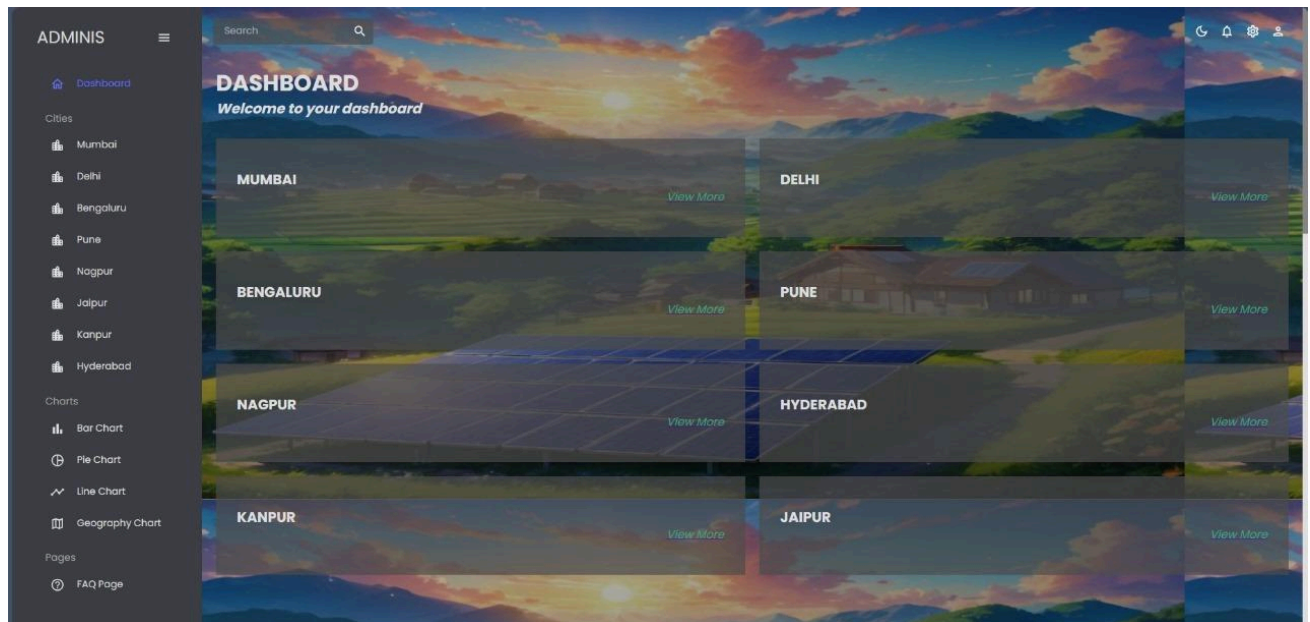 ADMINIS
Dashboard
Cities
Mumbai
Delhi
Bengaluru
Pune
Nagpur
Jaipur
Kanpur
Hyderabad
Charts
Bar Chart
Pie Chart
Line Chart
Geography Chart
Pages
FAQ Page
Search
DASHBOARD
Welcome to your dashboard
MUMBAI
View More
DELHI
View More
BENGALURU
View More
PUNE
View More
NAGPUR
View More
HYDERABAD
View More
KANPUR
View More
JAIPUR
View More